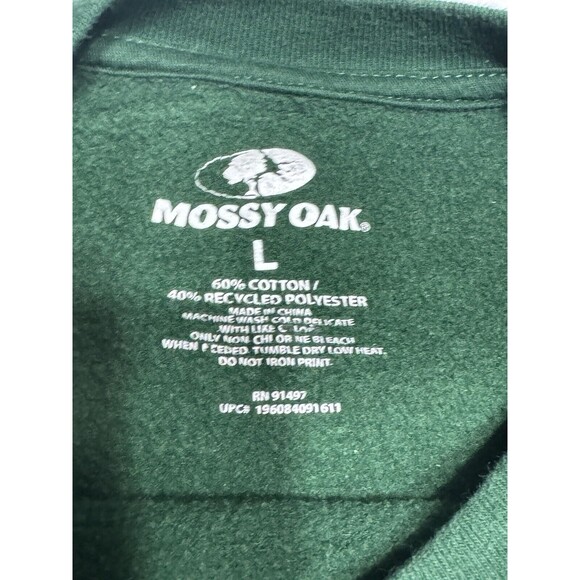 MOSSY OAK®
L
60% COTTON/
40% RECYCLED POLYESTER
MADE IN CHINA
MACHINE WASH COLD DELICATE
WITH LIKE
ONLY NON BLEACH
WHEN TUMBLE DRY LOW HEAT.
DO NOT IRON PRINT.
RN 91497
UPC# 196084091611